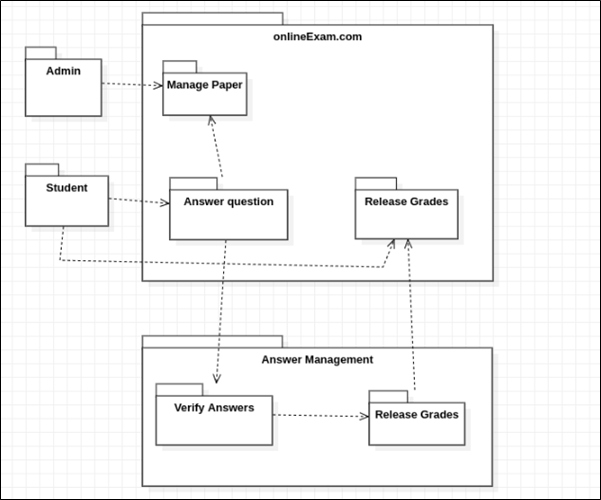 onlineExam.com
Admin
Manage Paper
Student
Answer question
Release Grades
Answer Management
Verify Answers
Release Grades